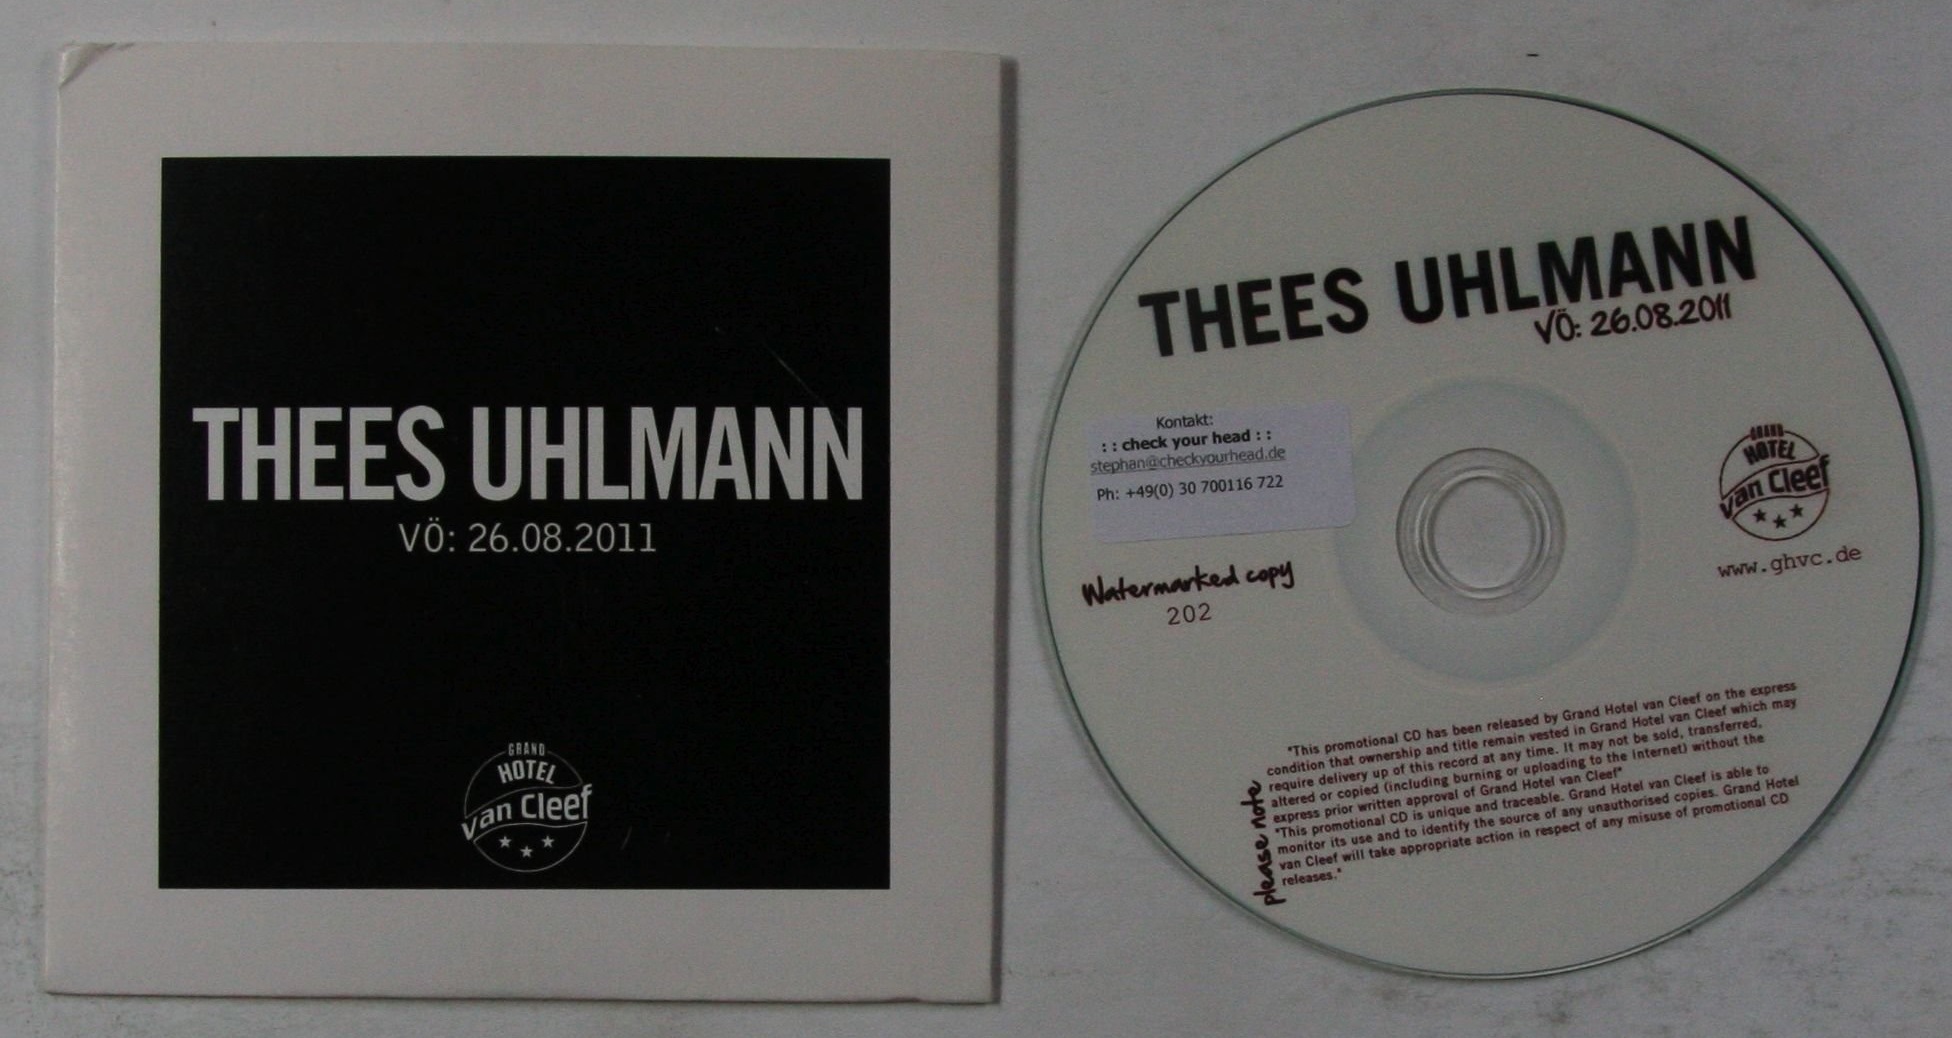 THEES UHLMANN
VÖ: 26.08.2011
GRAND
HOTEL
van Cleef
THEES UHLMANN
VÖ: 26.08.2011
Kontakt:
: : check your head : :
stephan@checkyourhead.de
Ph: +49(0) 30 700116 722
GRAND
HOTEL
van Cleef
www.ghvc.de
Watermarked copy
202
please note
"This promotional CD has been released by Grand Hotel van Cleef on the express
condition that ownership and title remain vested in Grand Hotel van Cleef which may
require delivery up of this record at any time. It may not be sold, transferred,
altered or copied (including burning or uploading to the Internet) without the
express prior written approval of Grand Hotel van Cleef"
"This promotional CD is unique and traceable. Grand Hotel van Cleef is able to
monitor its use and to identify the source of any unauthorised copies. Grand Hotel
van Cleef will take appropriate action in respect of any misuse of promotional CD
releases."